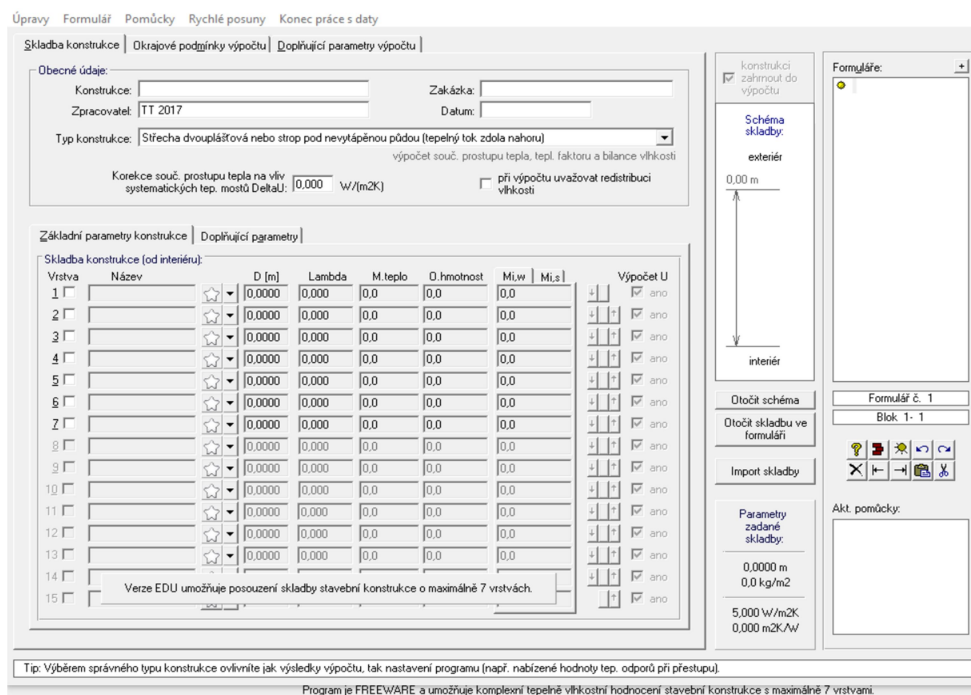 Úpravy Formulář Pomůcky Rychlé posuny Konec práce s daty
Skladba konstrukce Okrajové podmínky výpočtu Doplňující parametry výpočtu
Obecné údaje:
Konstrukce: Zakázka:
Zpracovatel: TT 2017 Datum:
Typ konstrukce: Střecha dvouplášťová nebo strop pod nevytápěnou půdou (tepelný tok zdola nahoru)
výpočet souč. prostupu tepla, tepl. faktoru a bilance vlhkosti
Korekce souč. prostupu tepla na vliv
systematických tep. mostů DeltaU: 0,000 W/(m2K)
při výpočtu uvažovat redistribuci
vlhkosti
Základní parametry konstrukce Doplňující parametry
Skladba konstrukce (od interiéru):
Vrstva Název D [m] Lambda M.teplo O.hmotnost Mi,w Mi,s Výpočet U
1 0,0000 0,000 0,0 0,0 0,0 ano
2 0,0000 0,000 0,0 0,0 0,0 ano
3 0,0000 0,000 0,0 0,0 0,0 ano
4 0,0000 0,000 0,0 0,0 0,0 ano
5 0,0000 0,000 0,0 0,0 0,0 ano
6 0,0000 0,000 0,0 0,0 0,0 ano
7 0,0000 0,000 0,0 0,0 0,0 ano
8 0,0000 0,000 0,0 0,0 0,0 ano
9 0,0000 0,000 0,0 0,0 0,0 ano
10 0,0000 0,000 0,0 0,0 0,0 ano
11 0,0000 0,000 0,0 0,0 0,0 ano
12 0,0000 0,000 0,0 0,0 0,0 ano
13 0,0000 0,000 0,0 0,0 0,0 ano
14 ano
Verze EDU umožňuje posouzení skladby stavební konstrukce o maximálně 7 vrstvách.
15 ano
konstrukci
zahrnout do
výpočtu
Schéma
skladby:
exteriér
0,00 m
interiér
Otočit schéma
Otočit skladbu ve
formuláři
Import skladby
Parametry
zadané
skladby:
0,0000 m
0,0 kg/m2
5,000 W/m2K
0,000 m2K/W
Formuláře: +
Formulář č. 1
Blok 1- 1
Akt. pomůcky:
Tip: Výběrem správného typu konstrukce ovlivníte jak výsledky výpočtu, tak nastavení programu (např. nabízené hodnoty tep. odporů při přestupu).
Program je FREEWARE a umožňuje komplexní tepelně vlhkostní hodnocení stavební konstrukce s maximálně 7 vrstvami.